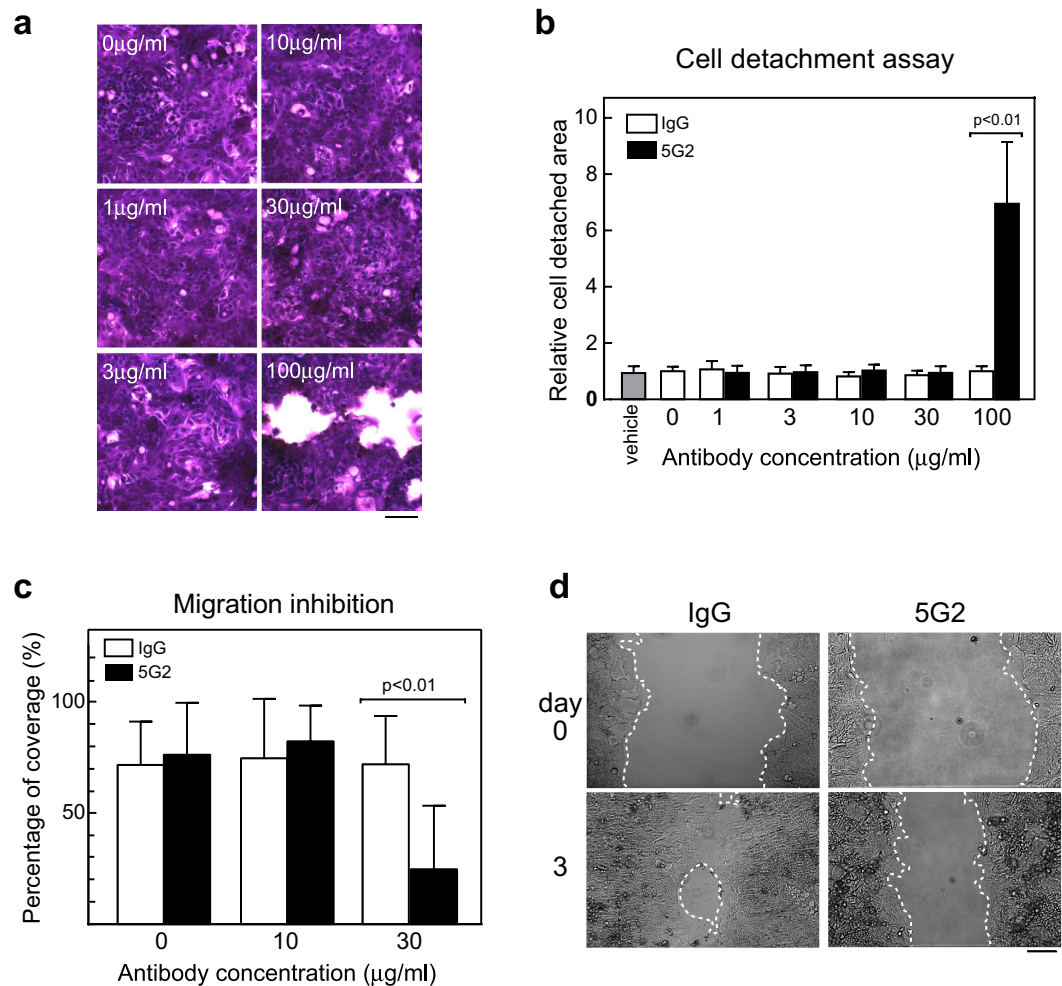 a
0µg/ml
10µg/ml
1µg/ml
30µg/ml
3µg/ml
100µg/ml
b
Cell detachment assay
Relative cell detached area
10
8
6
4
2
0
IgG
5G2
p<0.01
vehicle
0
1
3
10
30
100
Antibody concentration (µg/ml)
c
Migration inhibition
Percentage of coverage (%)
100
50
IgG
5G2
p<0.01
0
10
30
Antibody concentration (µg/ml)
d
IgG
5G2
day
0
3